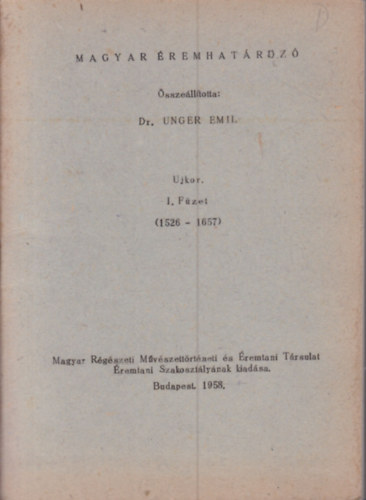 D
MAGYAR ÉREMHATÁROZÓ
Összeállította:
Dr. UNGER EMIL
Ujkor.
I. Füzet
(1526 - 1657)
Magyar Régészeti Művészettörténeti és Éremtani Társulat
Éremtani Szakosztályának kiadása.
Budapest, 1958.